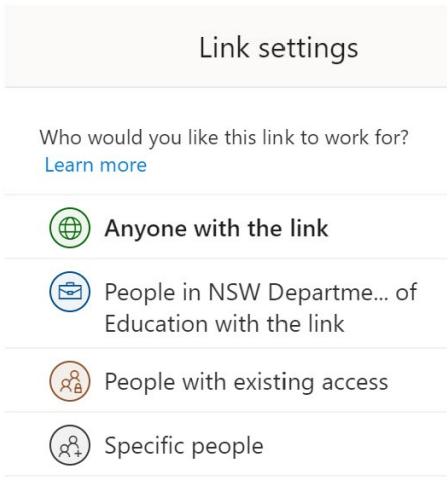 Link settings
Who would you like this link to work for?
Learn more
Anyone with the link
People in NSW Departme... of
Education with the link
People with existing access
Specific people